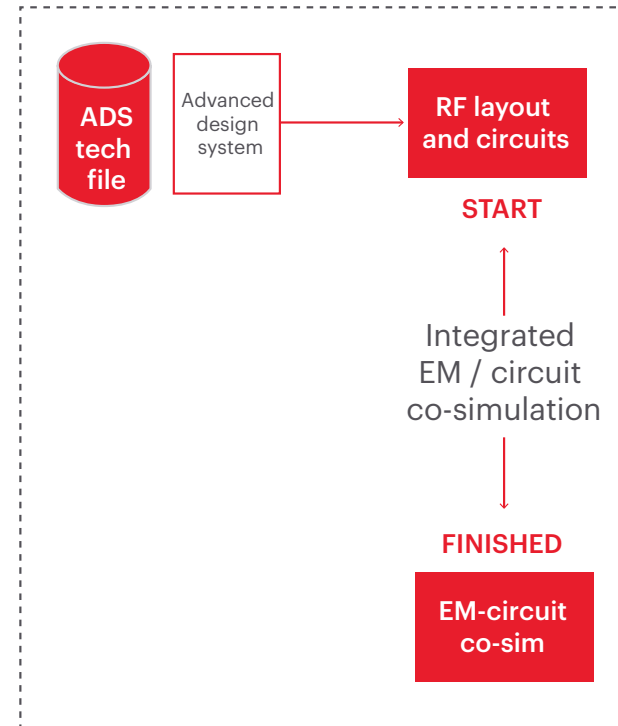 ADS
tech
file
Advanced
design
system
RF layout
and circuits
START
Integrated
EM / circuit
co-simulation
FINISHED
EM-circuit
co-sim